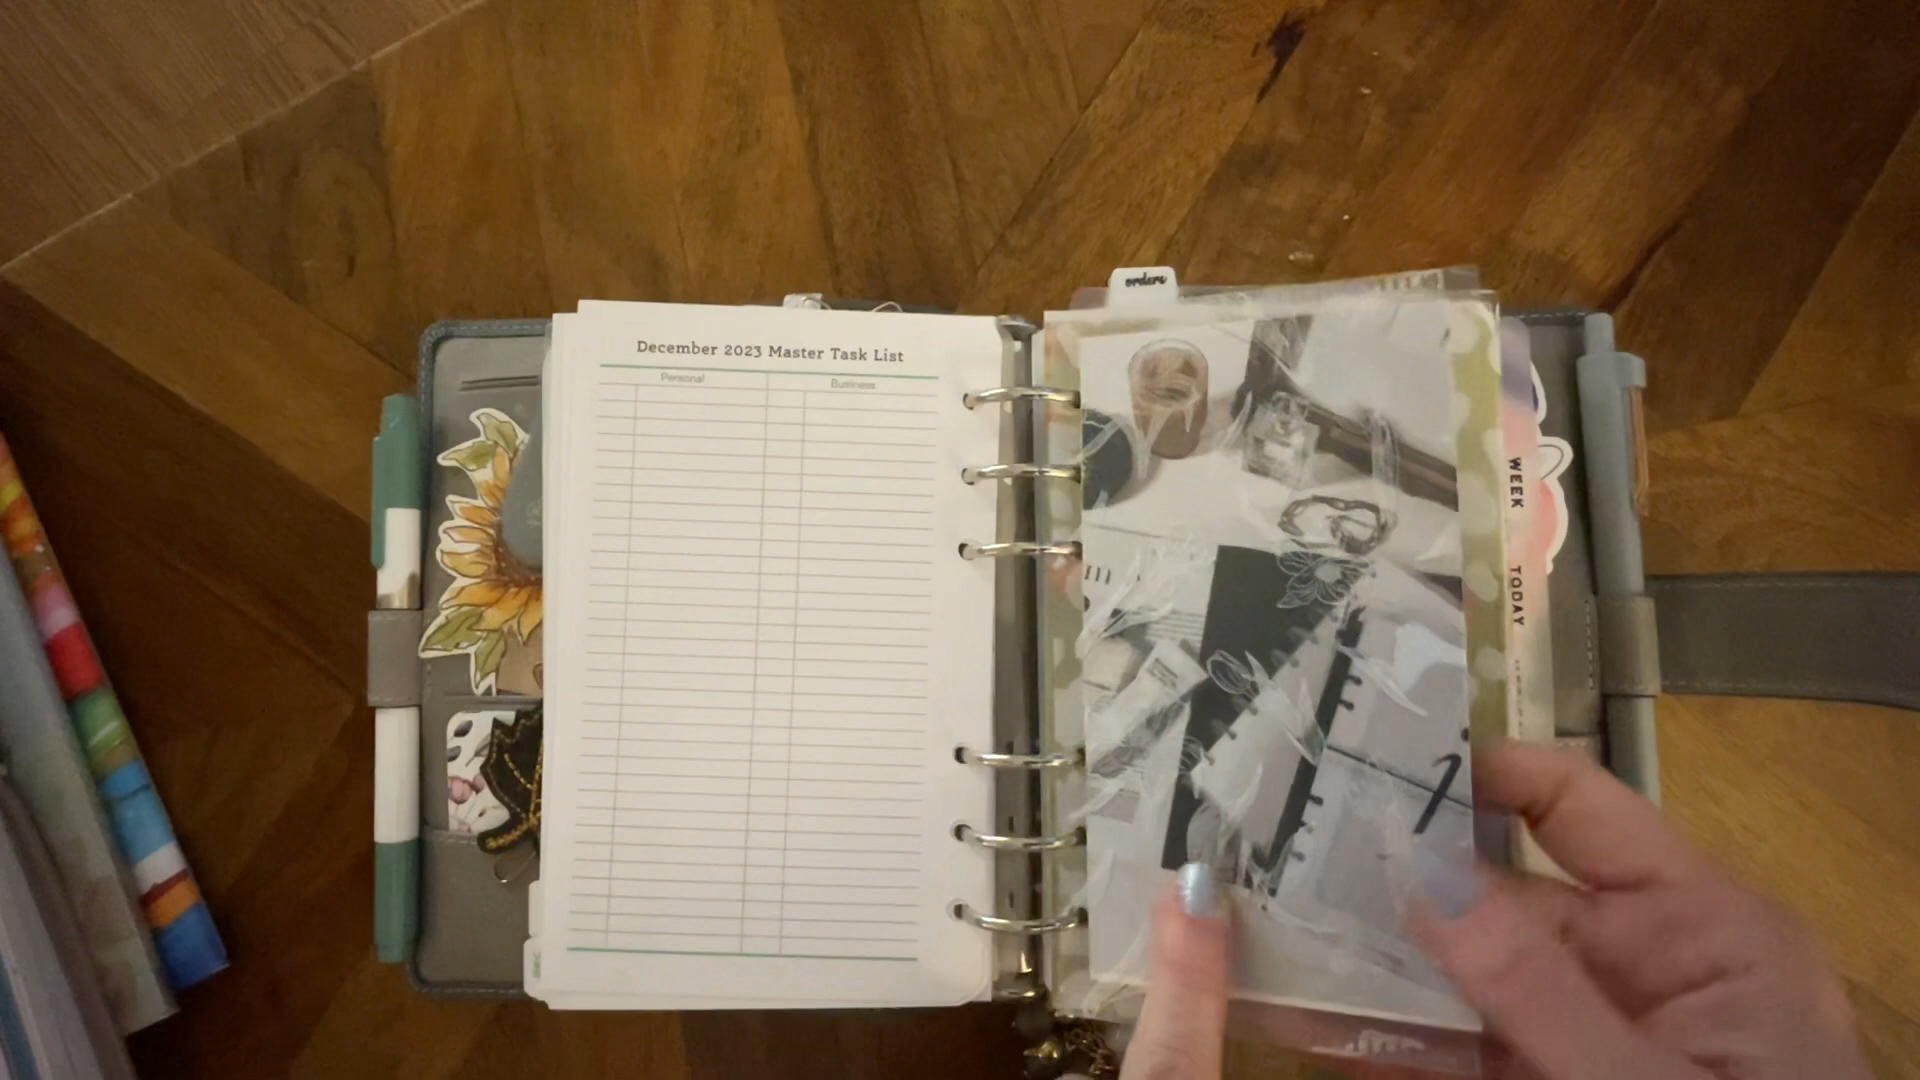 December 2023 Master Task List
Personal
Business
orders
WEEK
TODAY